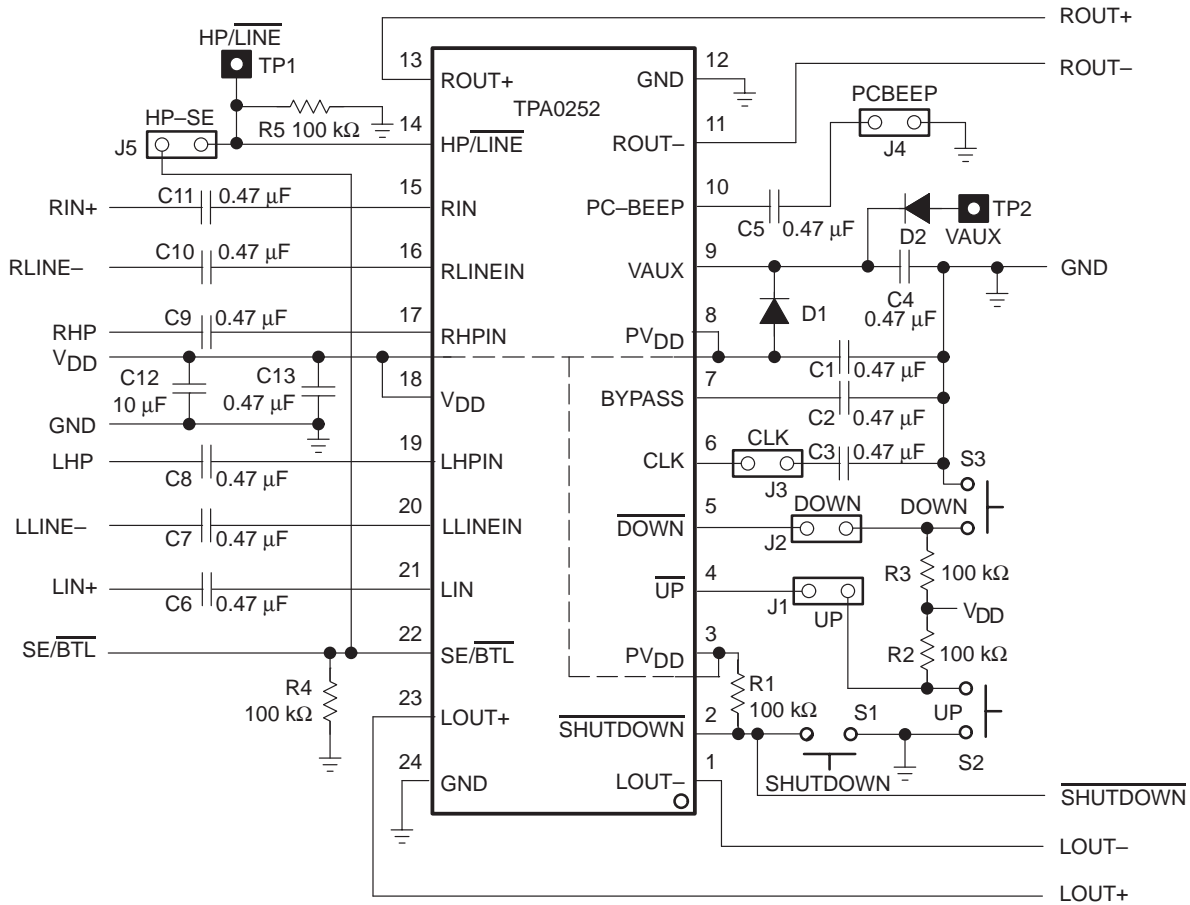 ROUT+
HP/LINE
TP1
13
ROUT+
12
GND
ROUT–
TPA0252
PCBEEP
J4
R5 100 kΩ
HP–SE
J5
14
HP/LINE
11
ROUT–
RIN+
C11
0.47 μF
15
RIN
10
PC–BEEP
C5
0.47 μF
D2
TP2
VAUX
RLINE–
C10
0.47 μF
16
RLINEIN
9
VAUX
C4
0.47 μF
GND
D1
RHP
C9
0.47 μF
17
RHPIN
8
PVDD
VDD
C12
10 μF
C13
0.47 μF
18
VDD
C1
0.47 μF
7
BYPASS
C2
0.47 μF
GND
LHP
C8
0.47 μF
19
LHPIN
6
CLK
CLK
J3
C3
0.47 μF
S3
DOWN
LLINE–
C7
0.47 μF
20
LLINEIN
5
DOWN
DOWN
J2
R3
100 kΩ
LIN+
C6
0.47 μF
21
LIN
4
UP
J1
UP
VDD
R2
100 kΩ
SE/BTL
22
SE/BTL
3
PVDD
R1
100 kΩ
R4
100 kΩ
23
LOUT+
2
SHUTDOWN
S1
SHUTDOWN
UP
S2
24
GND
1
LOUT–
SHUTDOWN
LOUT–
LOUT+